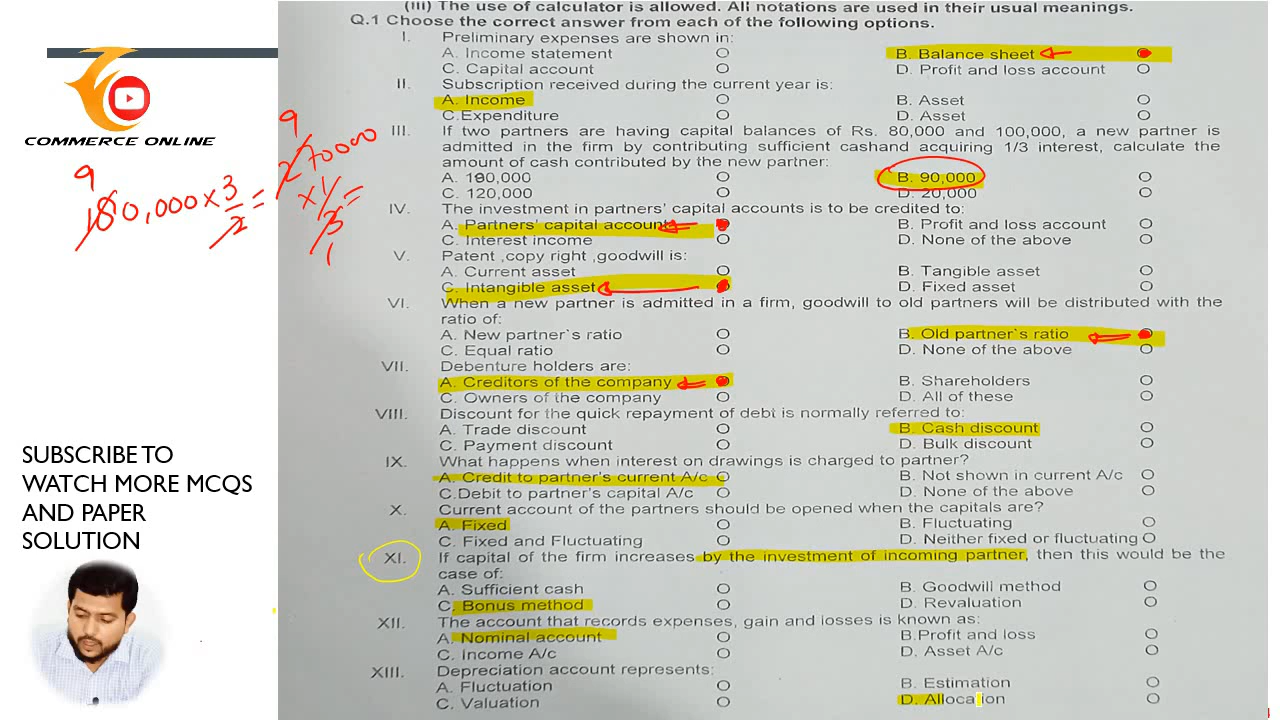 (III) The use of calculator is allowed. All notations are used in their usual meanings.
Q.1 Choose the correct answer from each of the following options.
I. Preliminary expenses are shown in:
A. Income statement O B. Balance sheet
C. Capital account O D. Profit and loss account O
II. Subscription received during the current year is:
A. Income O B. Asset O
C.Expenditure O D. Asset O
III. If two partners are having capital balances of Rs. 80,000 and 100,000, a new partner is
admitted in the firm by contributing sufficient cashand acquiring 1/3 interest, calculate the
amount of cash contributed by the new partner:
A. 190,000 O B. 90,000 O
C. 120,000 O D. 20,000 O
IV. The investment in partners' capital accounts is to be credited to:
A. Partners' capital account B. Profit and loss account O
C. Interest income O D. None of the above O
V. Patent ,copy right ,goodwill is:
A. Current asset O B. Tangible asset O
C. Intangible asset D. Fixed asset O
VI. When a new partner is admitted in a firm, goodwill to old partners will be distributed with the
ratio of:
A. New partner`s ratio O B. Old partner`s ratio
C. Equal ratio O D. None of the above O
VII. Debenture holders are:
A. Creditors of the company B. Shareholders O
C. Owners of the company O D. All of these O
VIII. Discount for the quick repayment of debt is normally referred to:
A. Trade discount O B. Cash discount O
C. Payment discount O D. Bulk discount O
IX. What happens when interest on drawings is charged to partner?
A. Credit to partner's current A/c O B. Not shown in current A/c O
C.Debit to partner's capital A/c O D. None of the above O
X. Current account of the partners should be opened when the capitals are?
A. Fixed O B. Fluctuating O
C. Fixed and Fluctuating O D. Neither fixed or fluctuating O
XI. If capital of the firm increases by the investment of incoming partner, then this would be the
case of:
A. Sufficient cash O B. Goodwill method O
C. Bonus method O D. Revaluation O
XII. The account that records expenses, gain and losses is known as:
A. Nominal account O B.Profit and loss O
C. Income A/c O D. Asset A/c O
XIII. Depreciation account represents:
A. Fluctuation O B. Estimation O
C. Valuation O D. Allocation O
COMMERCE ONLINE
9 9
180,000 × 3/2 = 270000
× 1/3 =
1
SUBSCRIBE TO
WATCH MORE MCQS
AND PAPER
SOLUTION